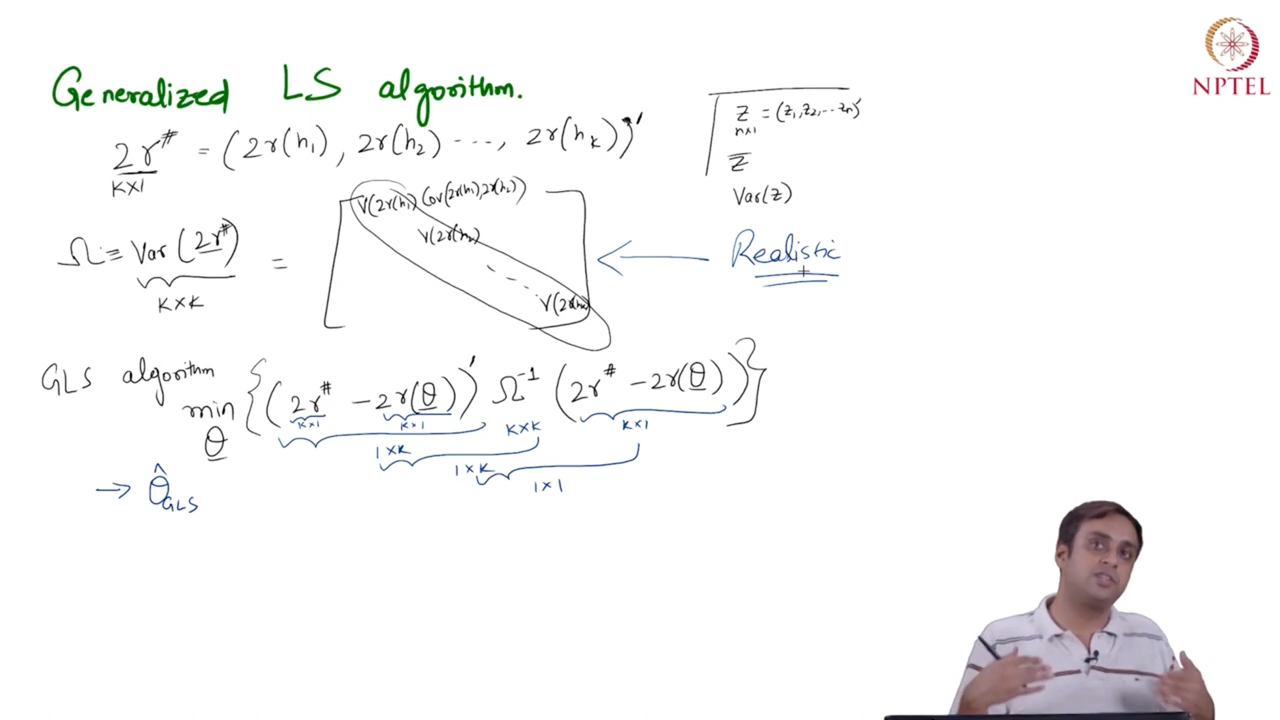 NPTEL
Generalized LS algorithm.
2γ# = (2γ(h₁), 2γ(h₂) ..., 2γ(hₖ))'
K×1
Z = (z₁, z₂, ... zₙ)'
n×1
Z̅
Var(Z)
Ω ≡ Var(2γ#) = [V(2γ(h₁)) Cov(2γ(h₁), 2γ(h₂))
V(2γ(h₂))
V(2γ(hₖ))]
K×K
Realistic
GLS algorithm
min {(2γ# - 2γ(θ))' Ω⁻¹ (2γ# - 2γ(θ))}
θ
K×1 K×1 K×K K×1
1×K
1×K
1×1
→ θ̂GLS